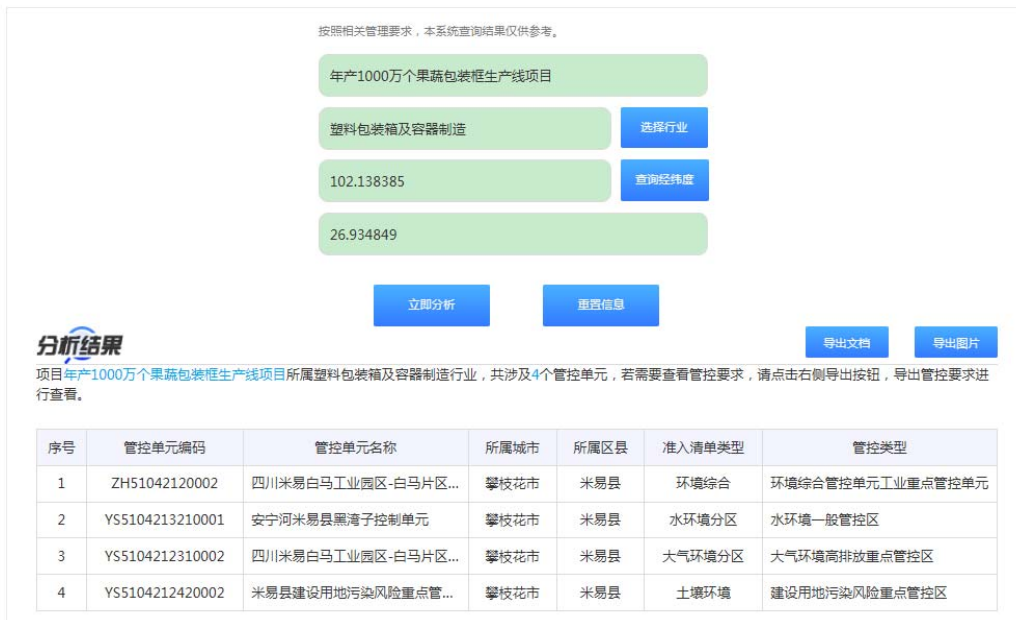 按照相关管理要求，本系统查询结果仅供参考。
年产1000万个果蔬包装框生产线项目
塑料包装箱及容器制造 选择行业
102.138385 查询经纬度
26.934849
立即分析 重置信息
分析结果 导出文档 导出图片
项目年产1000万个果蔬包装框生产线项目所属塑料包装箱及容器制造行业，共涉及4个管控单元，若需要查看管控要求，请点击右侧导出按钮，导出管控要求进
行查看。
序号 管控单元编码 管控单元名称 所属城市 所属区县 准入清单类型 管控类型
1 ZH51042120002 四川米易白马工业园区-白马片区... 攀枝花市 米易县 环境综合 环境综合管控单元工业重点管控单元
2 YS5104213210001 安宁河米易县黑湾子控制单元 攀枝花市 米易县 水环境分区 水环境一般管控区
3 YS5104212310002 四川米易白马工业园区-白马片区... 攀枝花市 米易县 大气环境分区 大气环境高排放重点管控区
4 YS5104212420002 米易县建设用地污染风险重点管... 攀枝花市 米易县 土壤环境 建设用地污染风险重点管控区